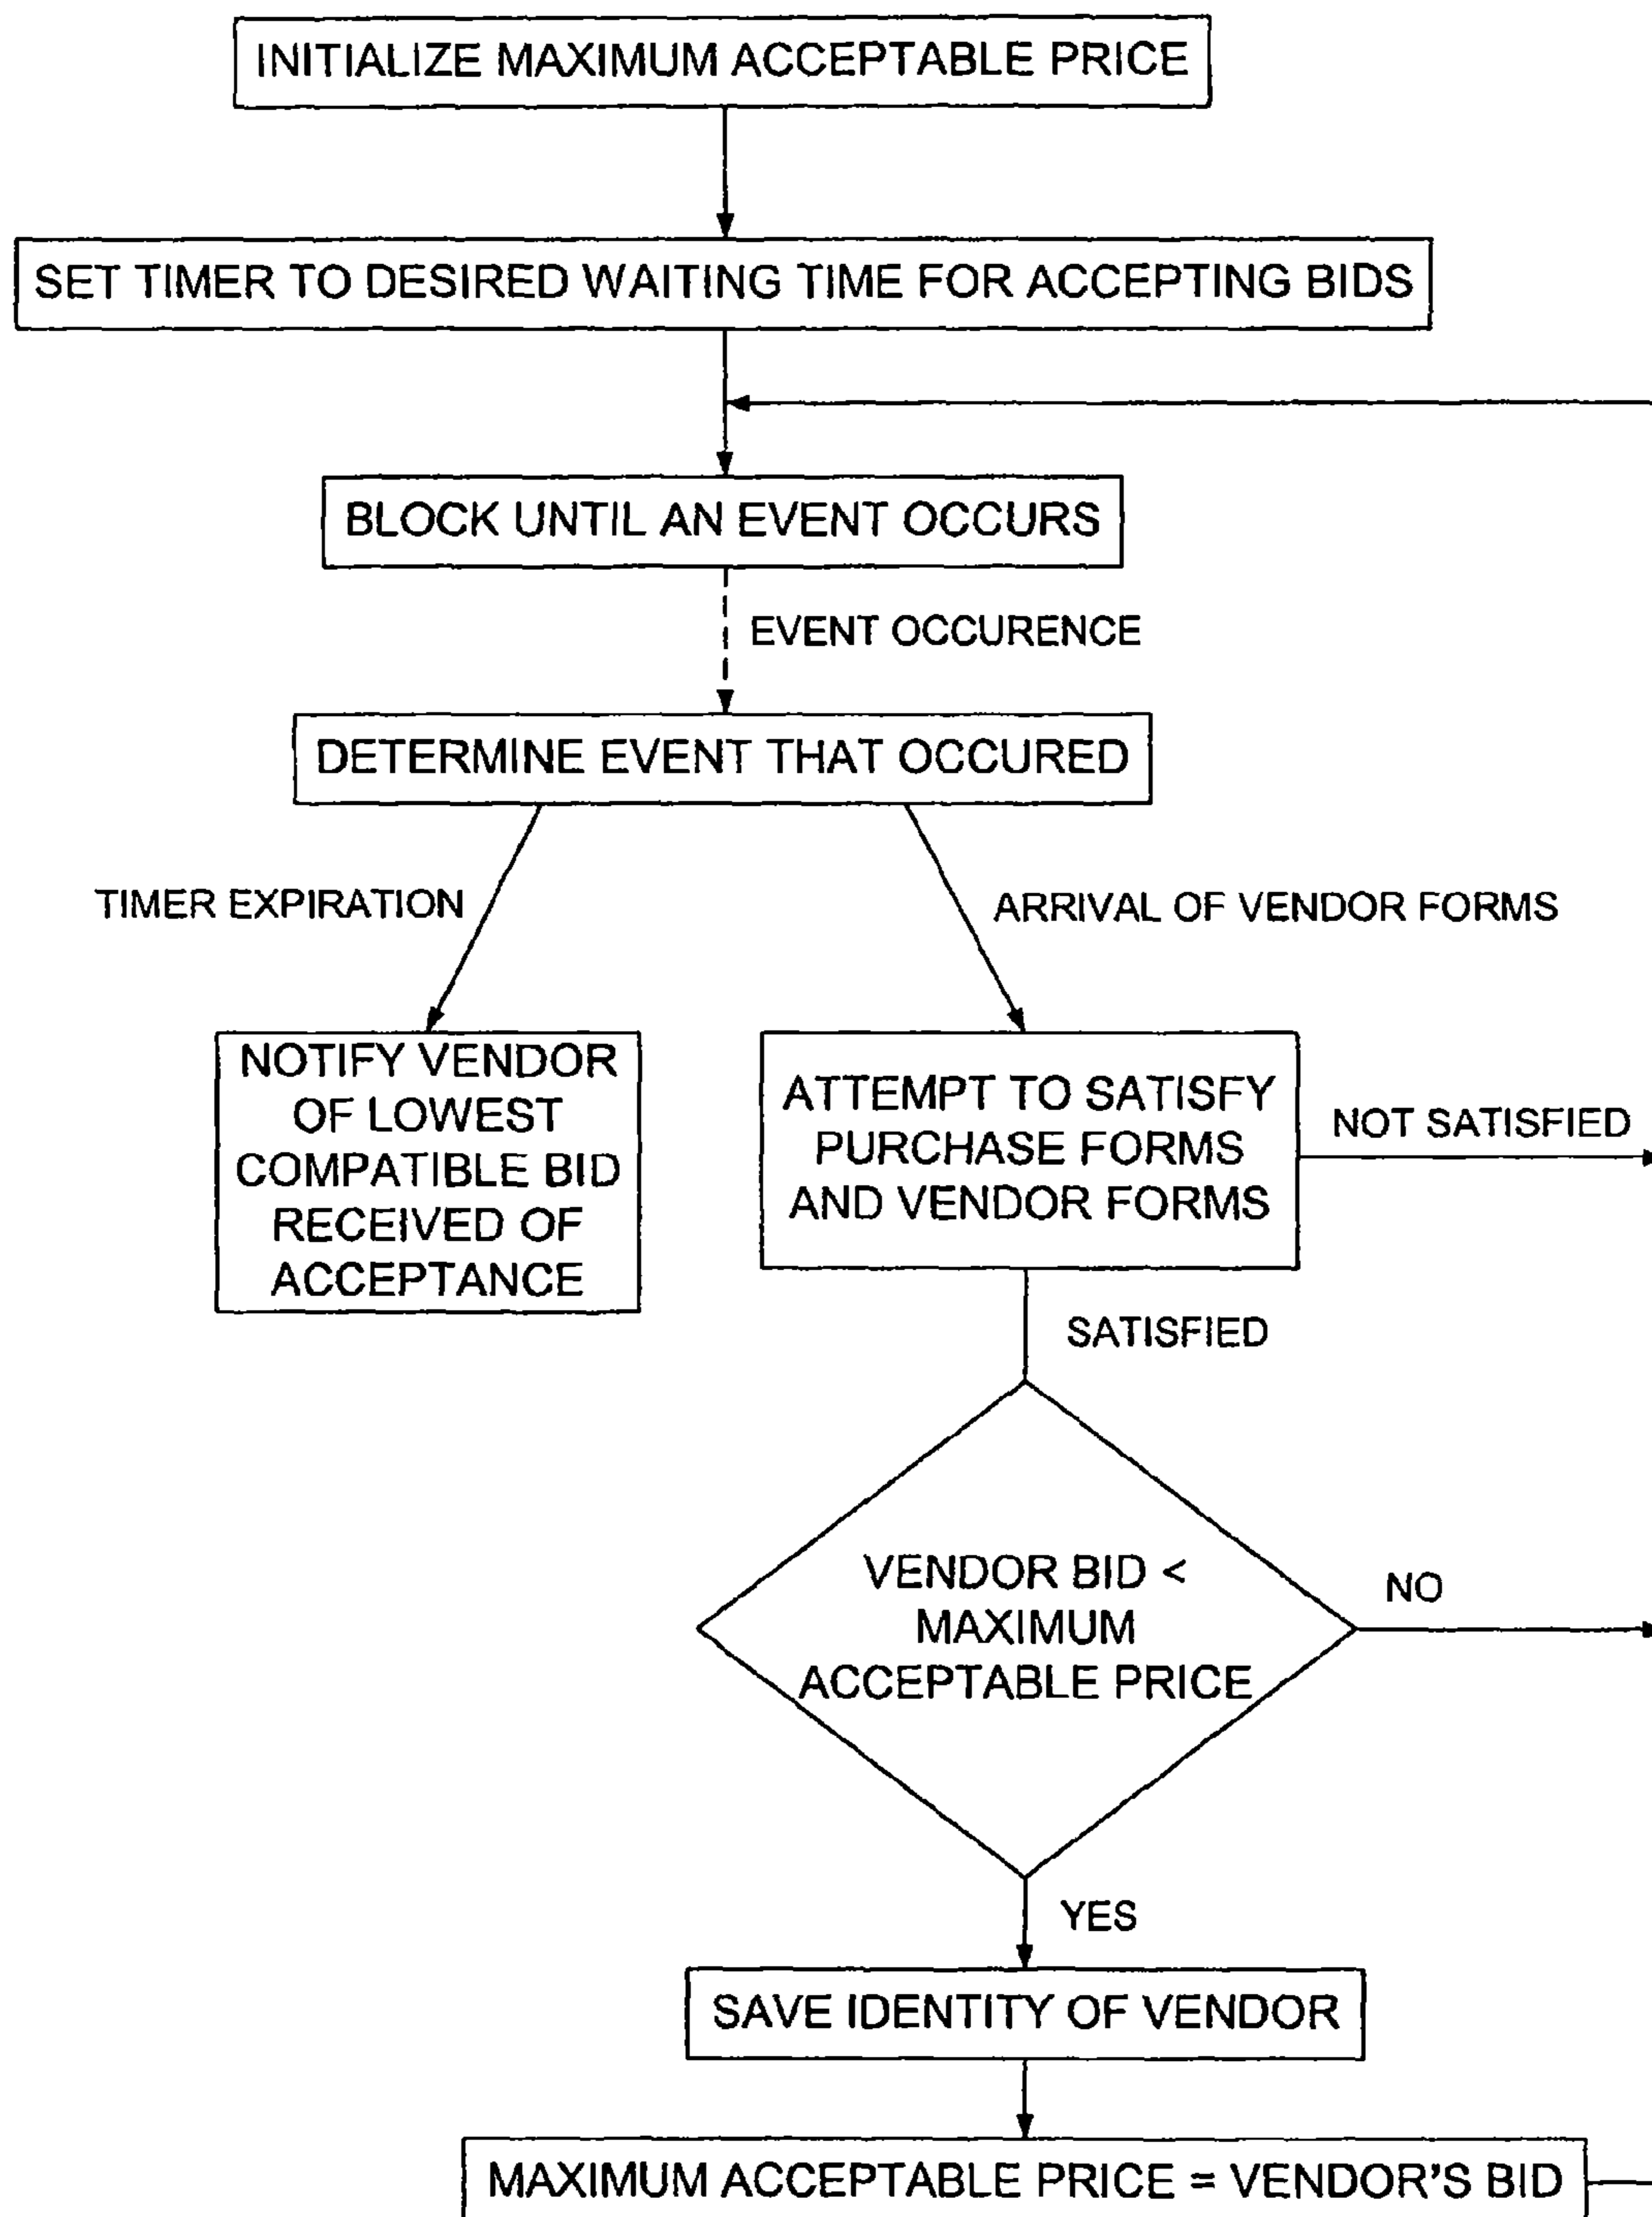 INITIALIZE MAXIMUM ACCEPTABLE PRICE
SET TIMER TO DESIRED WAITING TIME FOR ACCEPTING BIDS
BLOCK UNTIL AN EVENT OCCURS
EVENT OCCURENCE
DETERMINE EVENT THAT OCCURED
TIMER EXPIRATION
ARRIVAL OF VENDOR FORMS
NOTIFY VENDOR
OF LOWEST
COMPATIBLE BID
RECEIVED OF
ACCEPTANCE
ATTEMPT TO SATISFY
PURCHASE FORMS
AND VENDOR FORMS
NOT SATISFIED
SATISFIED
VENDOR BID <
MAXIMUM
ACCEPTABLE PRICE
NO
YES
SAVE IDENTITY OF VENDOR
MAXIMUM ACCEPTABLE PRICE = VENDOR'S BID